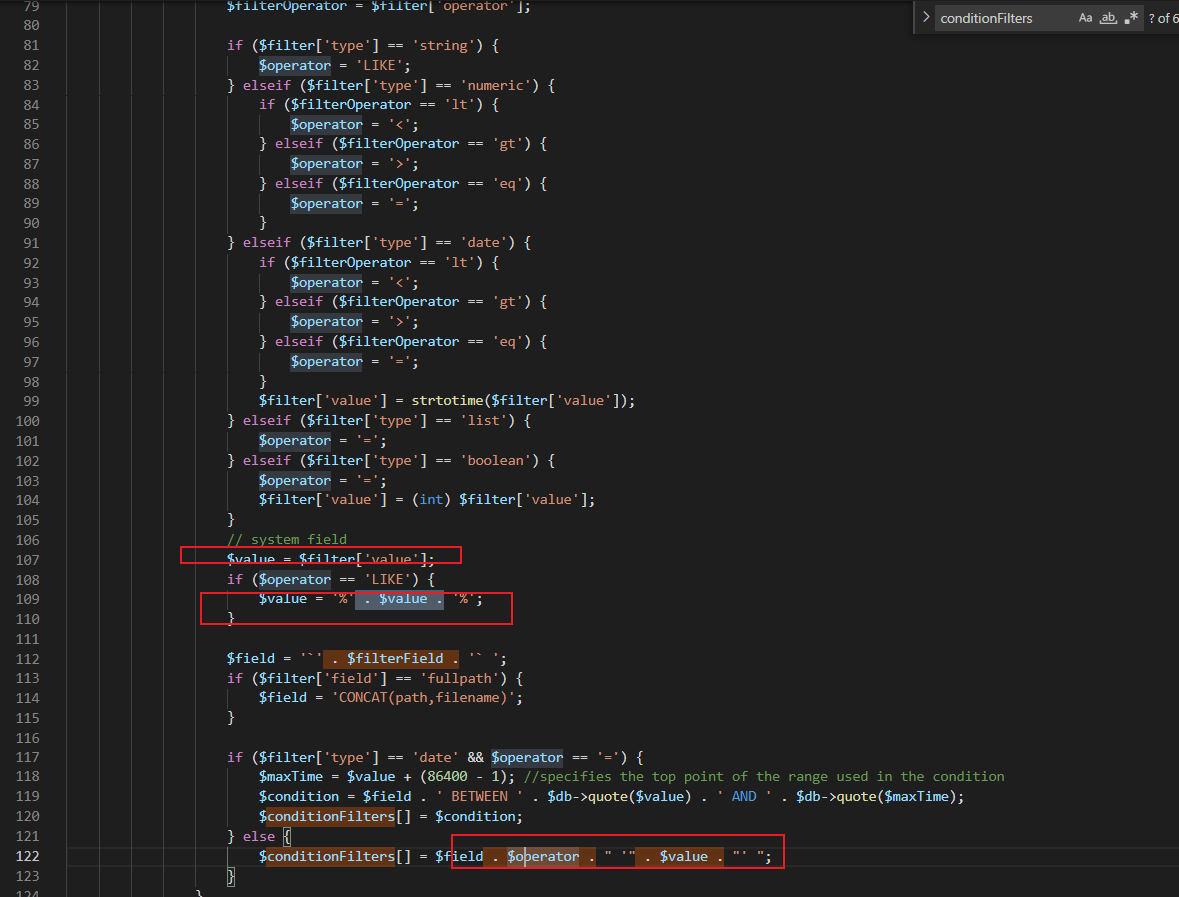 79 $filterOperator = $filter['operator'];
conditionFilters Aa ab .* ? of 6
80
81 if ($filter['type'] == 'string') {
82 $operator = 'LIKE';
83 } elseif ($filter['type'] == 'numeric') {
84 if ($filterOperator == 'lt') {
85 $operator = '<';
86 } elseif ($filterOperator == 'gt') {
87 $operator = '>';
88 } elseif ($filterOperator == 'eq') {
89 $operator = '=';
90 }
91 } elseif ($filter['type'] == 'date') {
92 if ($filterOperator == 'lt') {
93 $operator = '<';
94 } elseif ($filterOperator == 'gt') {
95 $operator = '>';
96 } elseif ($filterOperator == 'eq') {
97 $operator = '=';
98 }
99 $filter['value'] = strtotime($filter['value']);
100 } elseif ($filter['type'] == 'list') {
101 $operator = '=';
102 } elseif ($filter['type'] == 'boolean') {
103 $operator = '=';
104 $filter['value'] = (int) $filter['value'];
105 }
106 // system field
107 $value = $filter['value'];
108 if ($operator == 'LIKE') {
109 $value = '%' . $value . '%';
110 }
111
112 $field = '`' . $filterField . '` ';
113 if ($filter['field'] == 'fullpath') {
114 $field = 'CONCAT(path,filename)';
115 }
116
117 if ($filter['type'] == 'date' && $operator == '=') {
118 $maxTime = $value + (86400 - 1); //specifies the top point of the range used in the condition
119 $condition = $field . ' BETWEEN ' . $db->quote($value) . ' AND ' . $db->quote($maxTime);
120 $conditionFilters[] = $condition;
121 } else {
122 $conditionFilters[] = $field . $operator . " '" . $value . "' ";
123 }
124 }